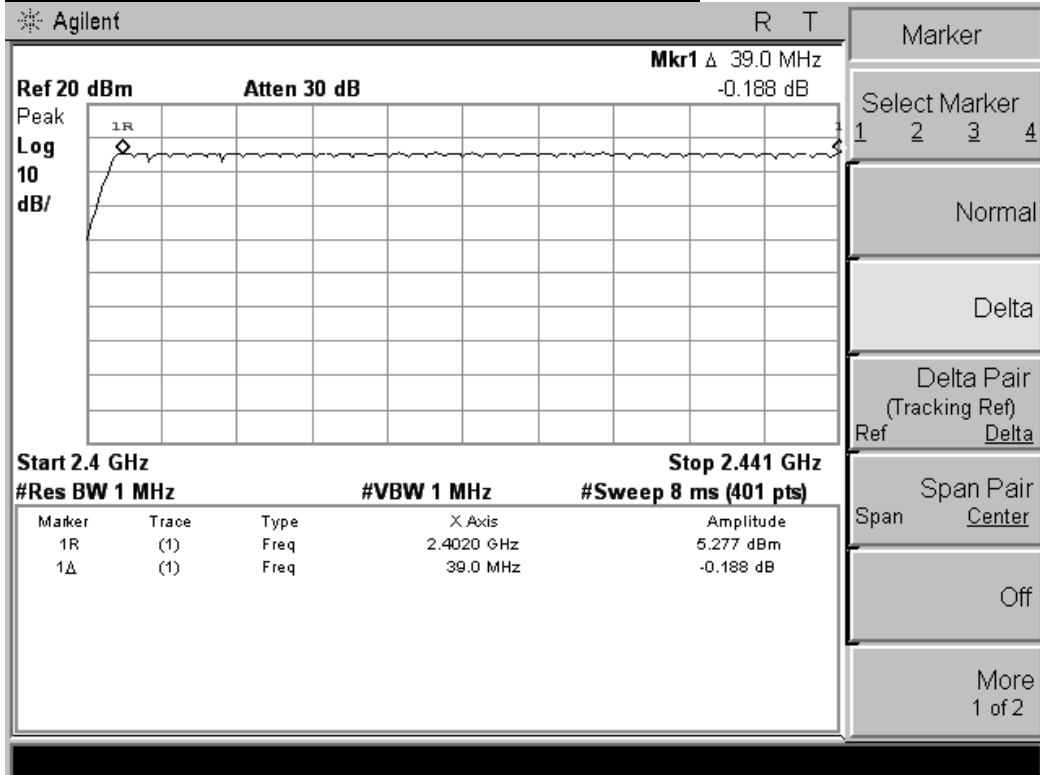 Agilent R T
Mkr1 Δ 39.0 MHz
Ref 20 dBm Atten 30 dB -0.188 dB
Peak
Log
10
dB/
1R
1
Start 2.4 GHz Stop 2.441 GHz
#Res BW 1 MHz #VBW 1 MHz #Sweep 8 ms (401 pts)
Marker Trace Type X Axis Amplitude
1R (1) Freq 2.4020 GHz 5.277 dBm
1Δ (1) Freq 39.0 MHz -0.188 dB
Marker
Select Marker
1 2 3 4
Normal
Delta
Delta Pair
(Tracking Ref)
Ref Delta
Span Pair
Span Center
Off
More
1 of 2